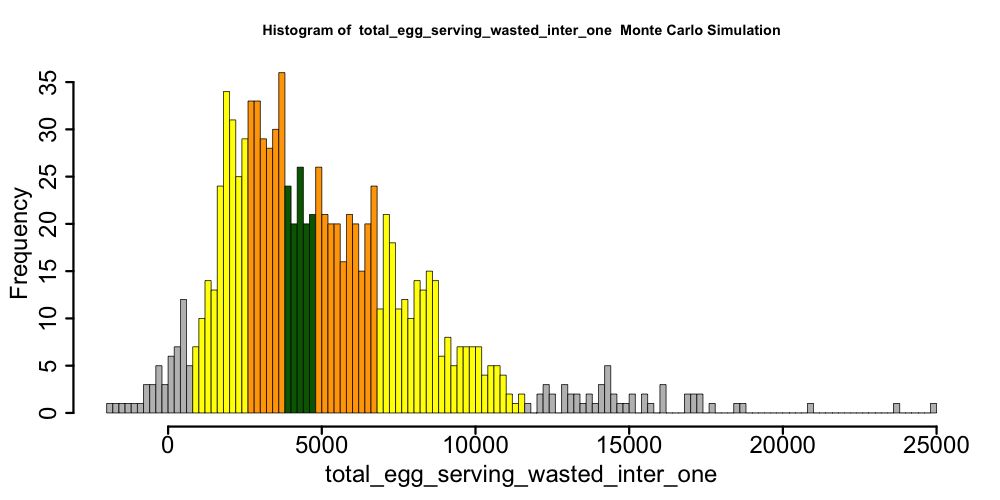 Histogram of total_egg_serving_wasted_inter_one Monte Carlo Simulation
35
30
25
20
15
10
5
0
Frequency
0 5000 10000 15000 20000 25000
total_egg_serving_wasted_inter_one